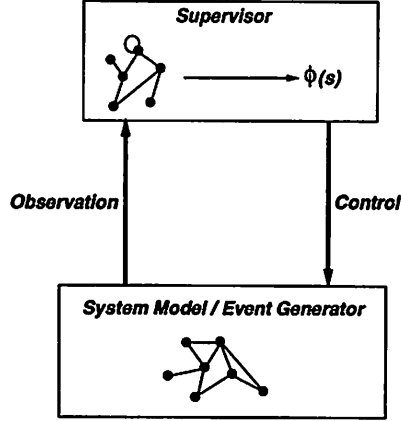 Supervisor
ϕ(s)
Observation
Control
System Model / Event Generator